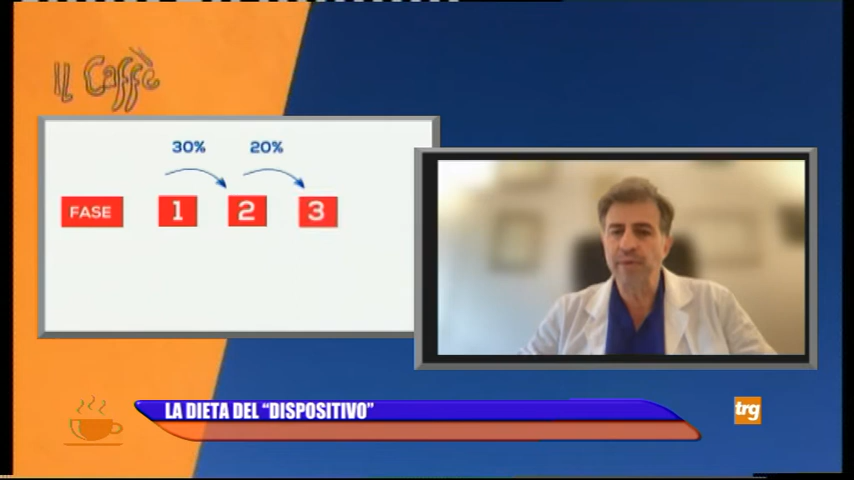 Il Caffè
30% 20%
FASE 1 2 3
LA DIETA DEL "DISPOSITIVO"
trg